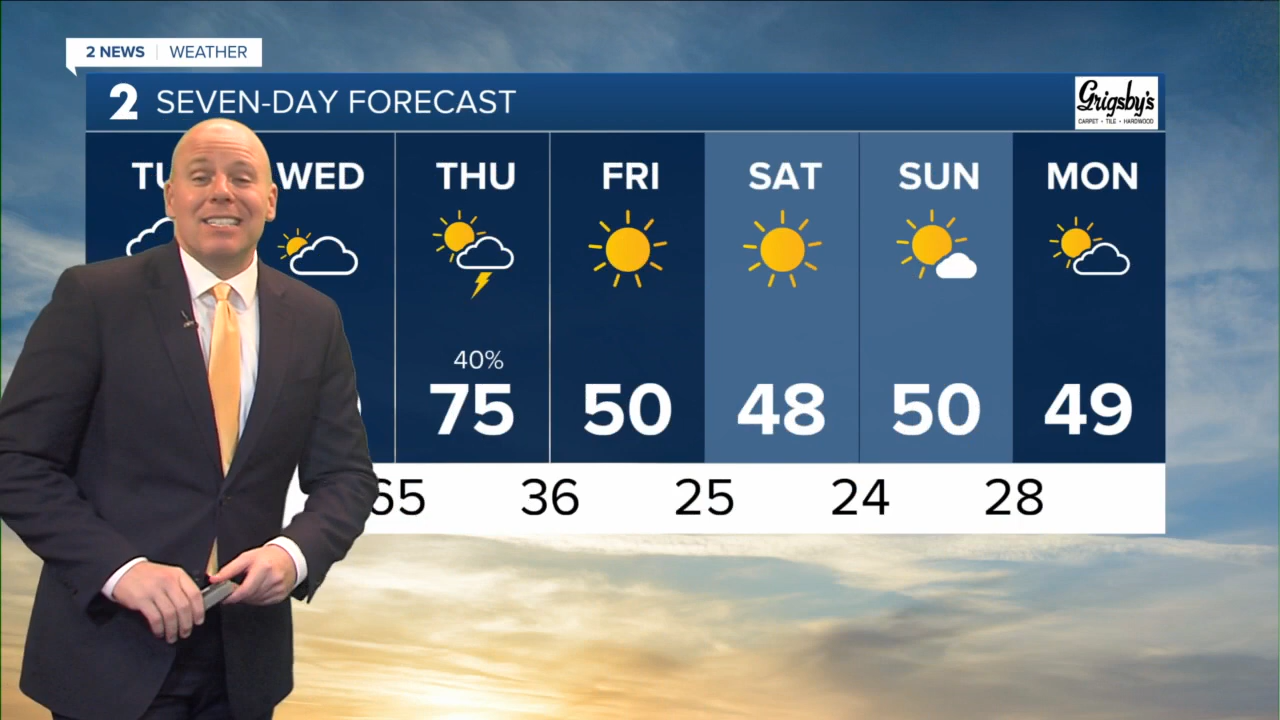 2 NEWS | WEATHER
2 SEVEN-DAY FORECAST
Grigsby's
CARPET • TILE • HARDWOOD
WED THU FRI SAT SUN MON
40%
75 50 48 50 49
65 36 25 24 28